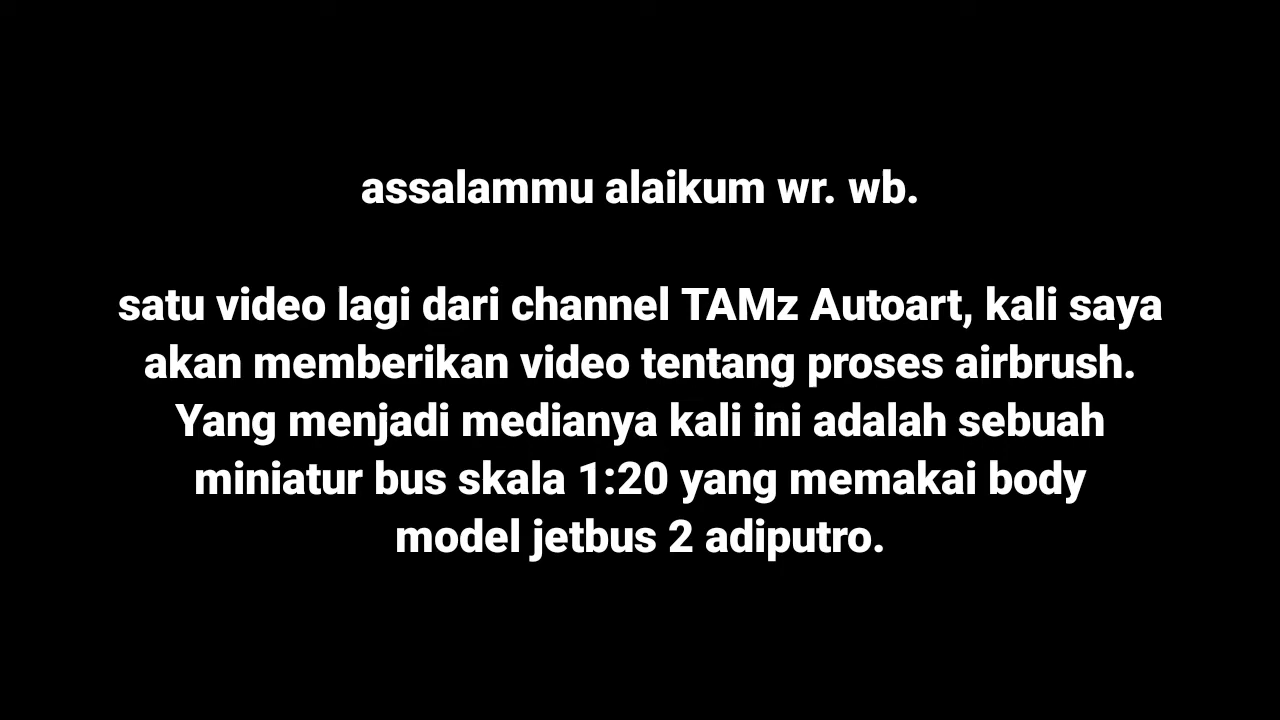 assalammu alaikum wr. wb.
satu video lagi dari channel TAMz Autoart, kali saya
akan memberikan video tentang proses airbrush.
Yang menjadi medianya kali ini adalah sebuah
miniatur bus skala 1:20 yang memakai body
model jetbus 2 adiputro.